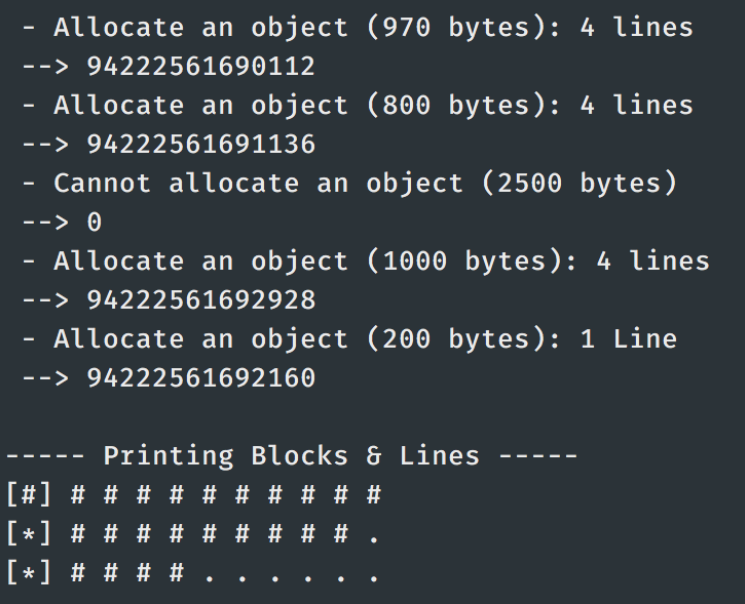 - Allocate an object (970 bytes): 4 lines
--> 94222561690112
- Allocate an object (800 bytes): 4 lines
--> 94222561691136
- Cannot allocate an object (2500 bytes)
--> 0
- Allocate an object (1000 bytes): 4 lines
--> 94222561692928
- Allocate an object (200 bytes): 1 Line
--> 94222561692160
----- Printing Blocks & Lines -----
[#] # # # # # # # # # #
[*] # # # # # # # # # .
[*] # # # # . . . . . .